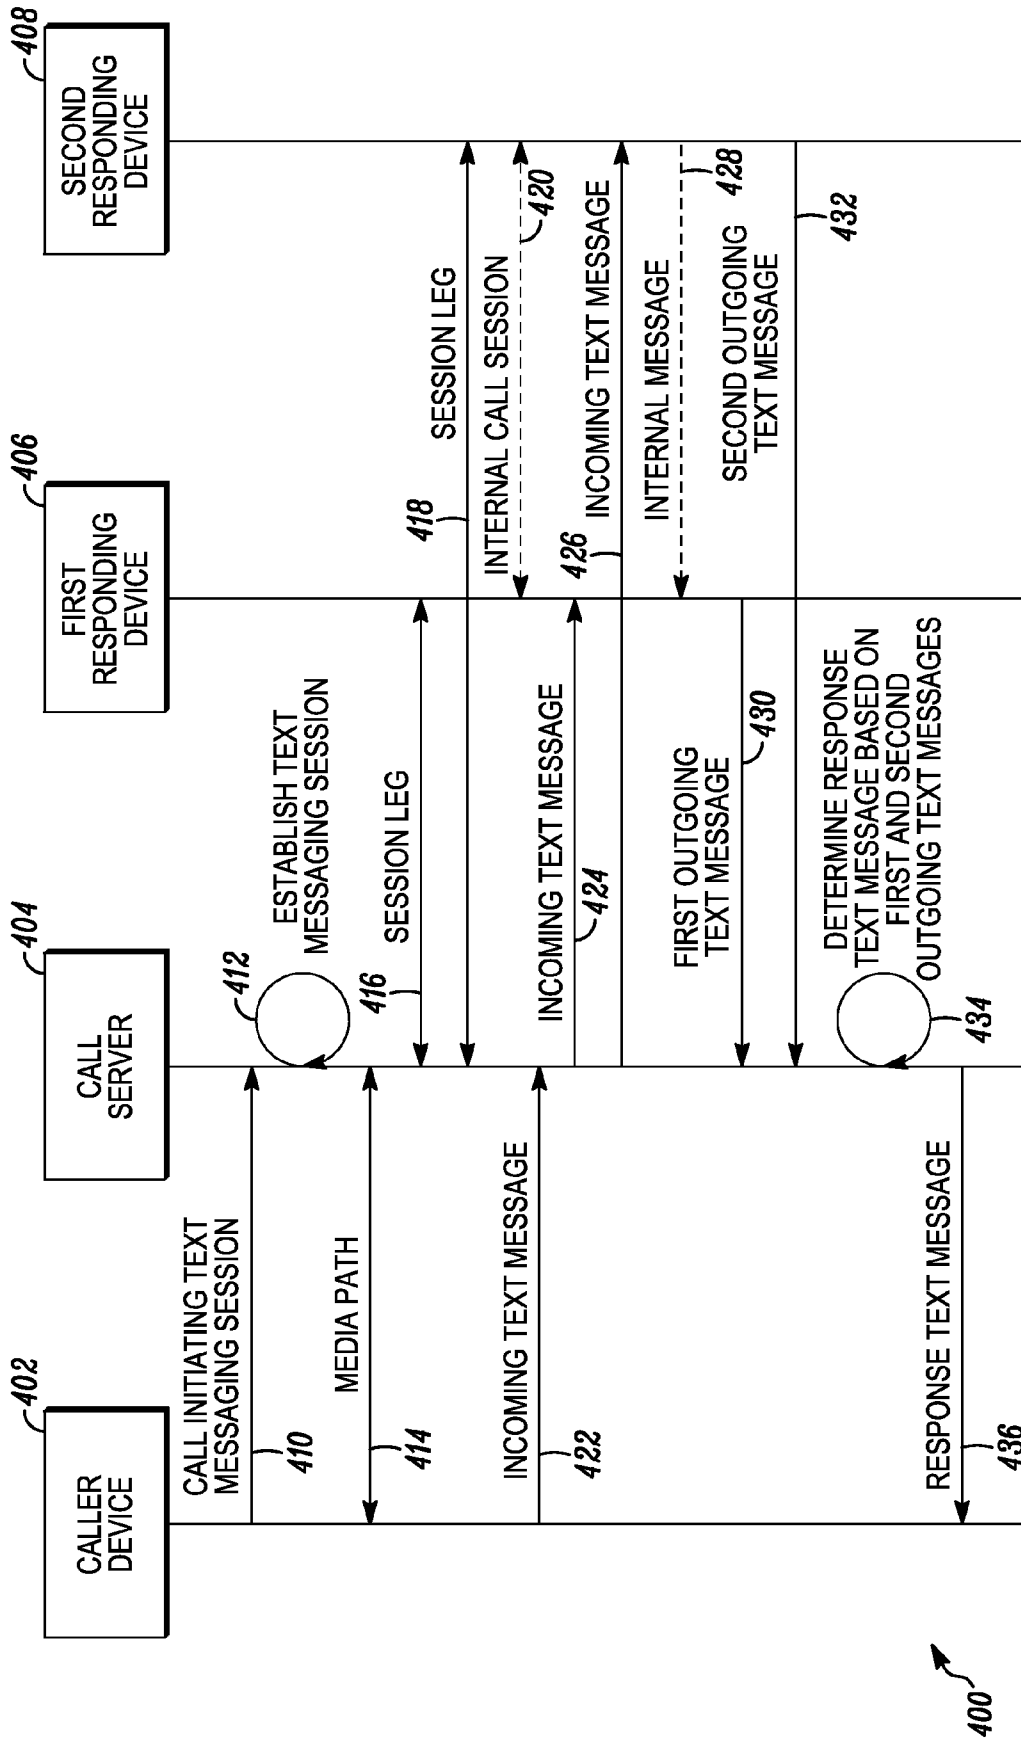 402
CALLER
DEVICE
404
CALL
SERVER
406
FIRST
RESPONDING
DEVICE
408
SECOND
RESPONDING
DEVICE
CALL INITIATING TEXT
MESSAGING SESSION
410
412
ESTABLISH TEXT
MESSAGING SESSION
MEDIA PATH
414
SESSION LEG
416
SESSION LEG
418
INTERNAL CALL SESSION
420
INCOMING TEXT MESSAGE
422
INCOMING TEXT MESSAGE
424
INCOMING TEXT MESSAGE
426
INTERNAL MESSAGE
428
FIRST OUTGOING
TEXT MESSAGE
430
SECOND OUTGOING
TEXT MESSAGE
432
DETERMINE RESPONSE
TEXT MESSAGE BASED ON
FIRST AND SECOND
OUTGOING TEXT MESSAGES
434
RESPONSE TEXT MESSAGE
436
400